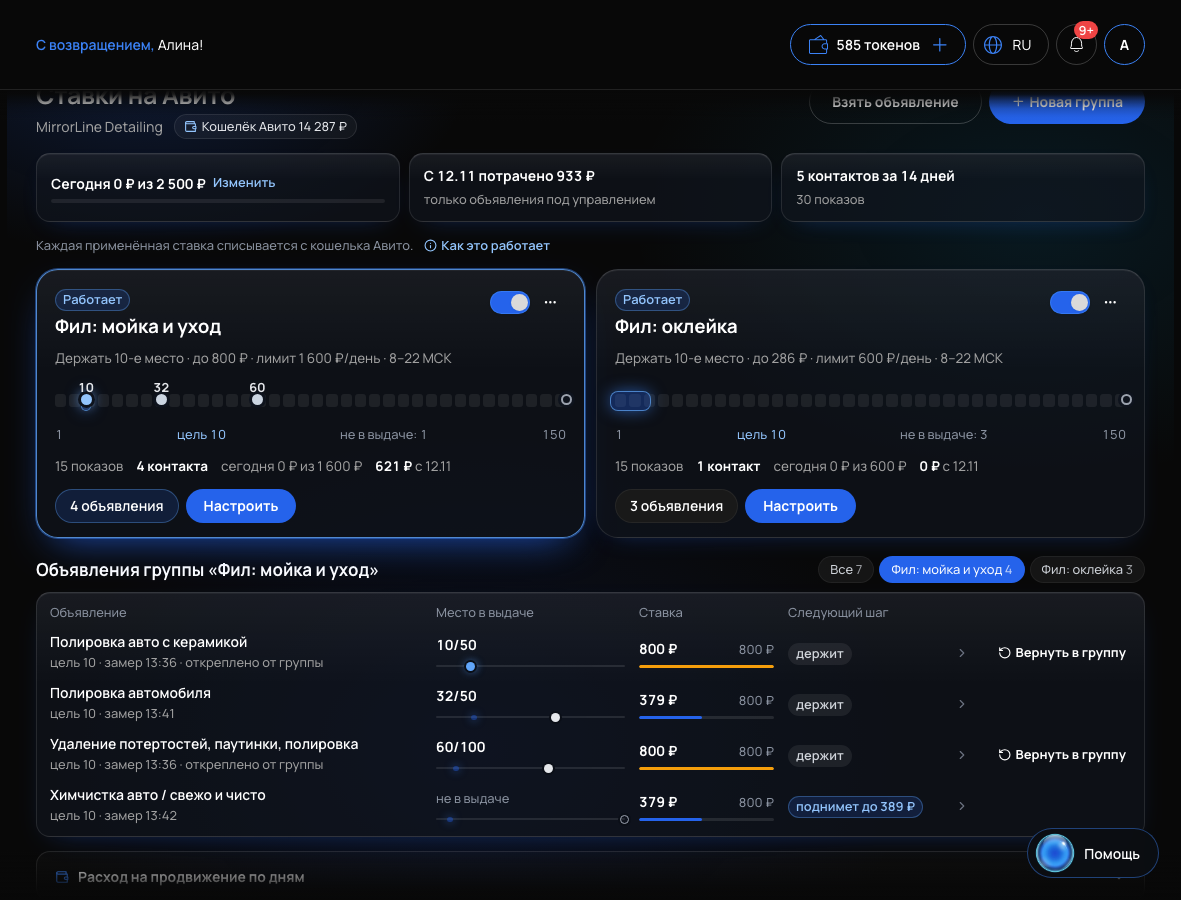 С возвращением, Алина!
585 токенов
RU
9+
A
Ставки на Авито
Взять объявление
+ Новая группа
MirrorLine Detailing
Кошелёк Авито 14 287 ₽
Сегодня 0 ₽ из 2 500 ₽ Изменить
С 12.11 потрачено 933 ₽
только объявления под управлением
5 контактов за 14 дней
30 показов
Каждая применённая ставка списывается с кошелька Авито. Как это работает
Работает
Фил: мойка и уход
Держать 10-е место · до 800 ₽ · лимит 1 600 ₽/день · 8–22 МСК
10 32 60
1 цель 10 не в выдаче: 1 150
15 показов 4 контакта сегодня 0 ₽ из 1 600 ₽ 621 ₽ с 12.11
4 объявления Настроить
Работает
Фил: оклейка
Держать 10-е место · до 286 ₽ · лимит 600 ₽/день · 8–22 МСК
1 цель 10 не в выдаче: 3 150
15 показов 1 контакт сегодня 0 ₽ из 600 ₽ 0 ₽ с 12.11
3 объявления Настроить
Объявления группы «Фил: мойка и уход»
Все 7 Фил: мойка и уход 4 Фил: оклейка 3
Объявление Место в выдаче Ставка Следующий шаг
Полировка авто с керамикой
цель 10 · замер 13:36 · откреплено от группы
10/50
800 ₽ 800 ₽
держит
Вернуть в группу
Полировка автомобиля
цель 10 · замер 13:41
32/50
379 ₽ 800 ₽
держит
Удаление потертостей, паутинки, полировка
цель 10 · замер 13:36 · откреплено от группы
60/100
800 ₽ 800 ₽
держит
Вернуть в группу
Химчистка авто / свежо и чисто
цель 10 · замер 13:42
не в выдаче
379 ₽ 800 ₽
поднимет до 389 ₽
Помощь
Расход на продвижение по дням